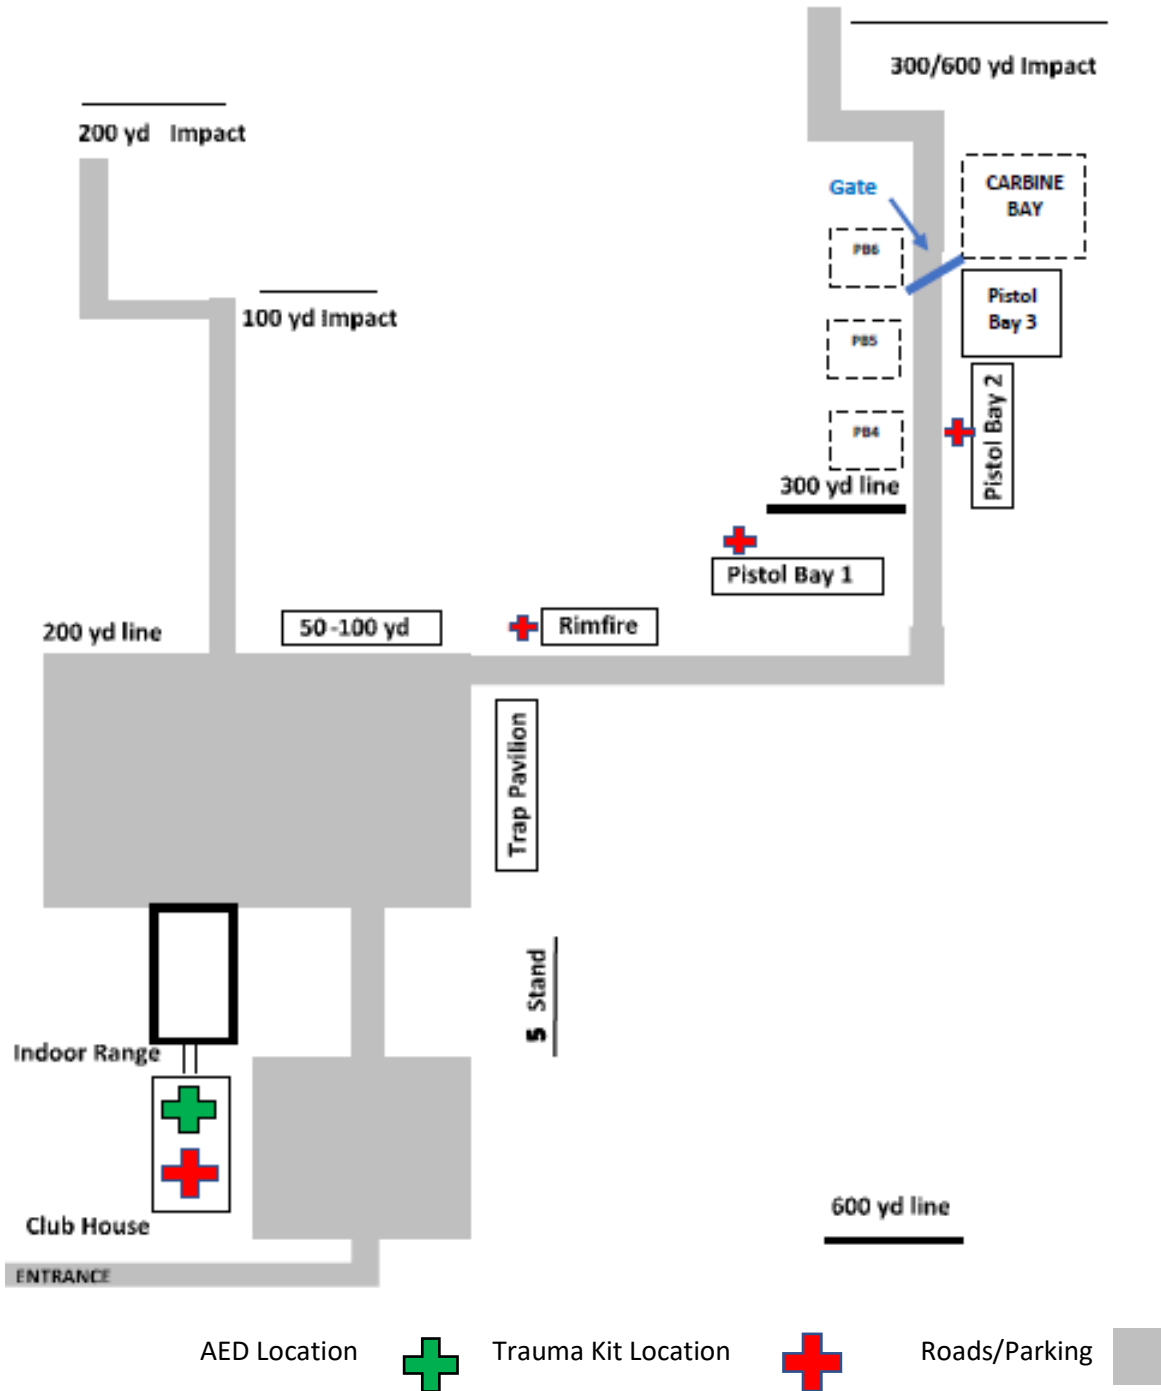 300/600 yd Impact
200 yd Impact
Gate
CARBINE
BAY
PB6
Pistol
Bay 3
100 yd Impact
PB5
Pistol Bay 2
PB4
300 yd line
Pistol Bay 1
200 yd line
50-100 yd
Rimfire
Trap Pavilion
5 Stand
Indoor Range
Club House
600 yd line
ENTRANCE
AED Location
Trauma Kit Location
Roads/Parking